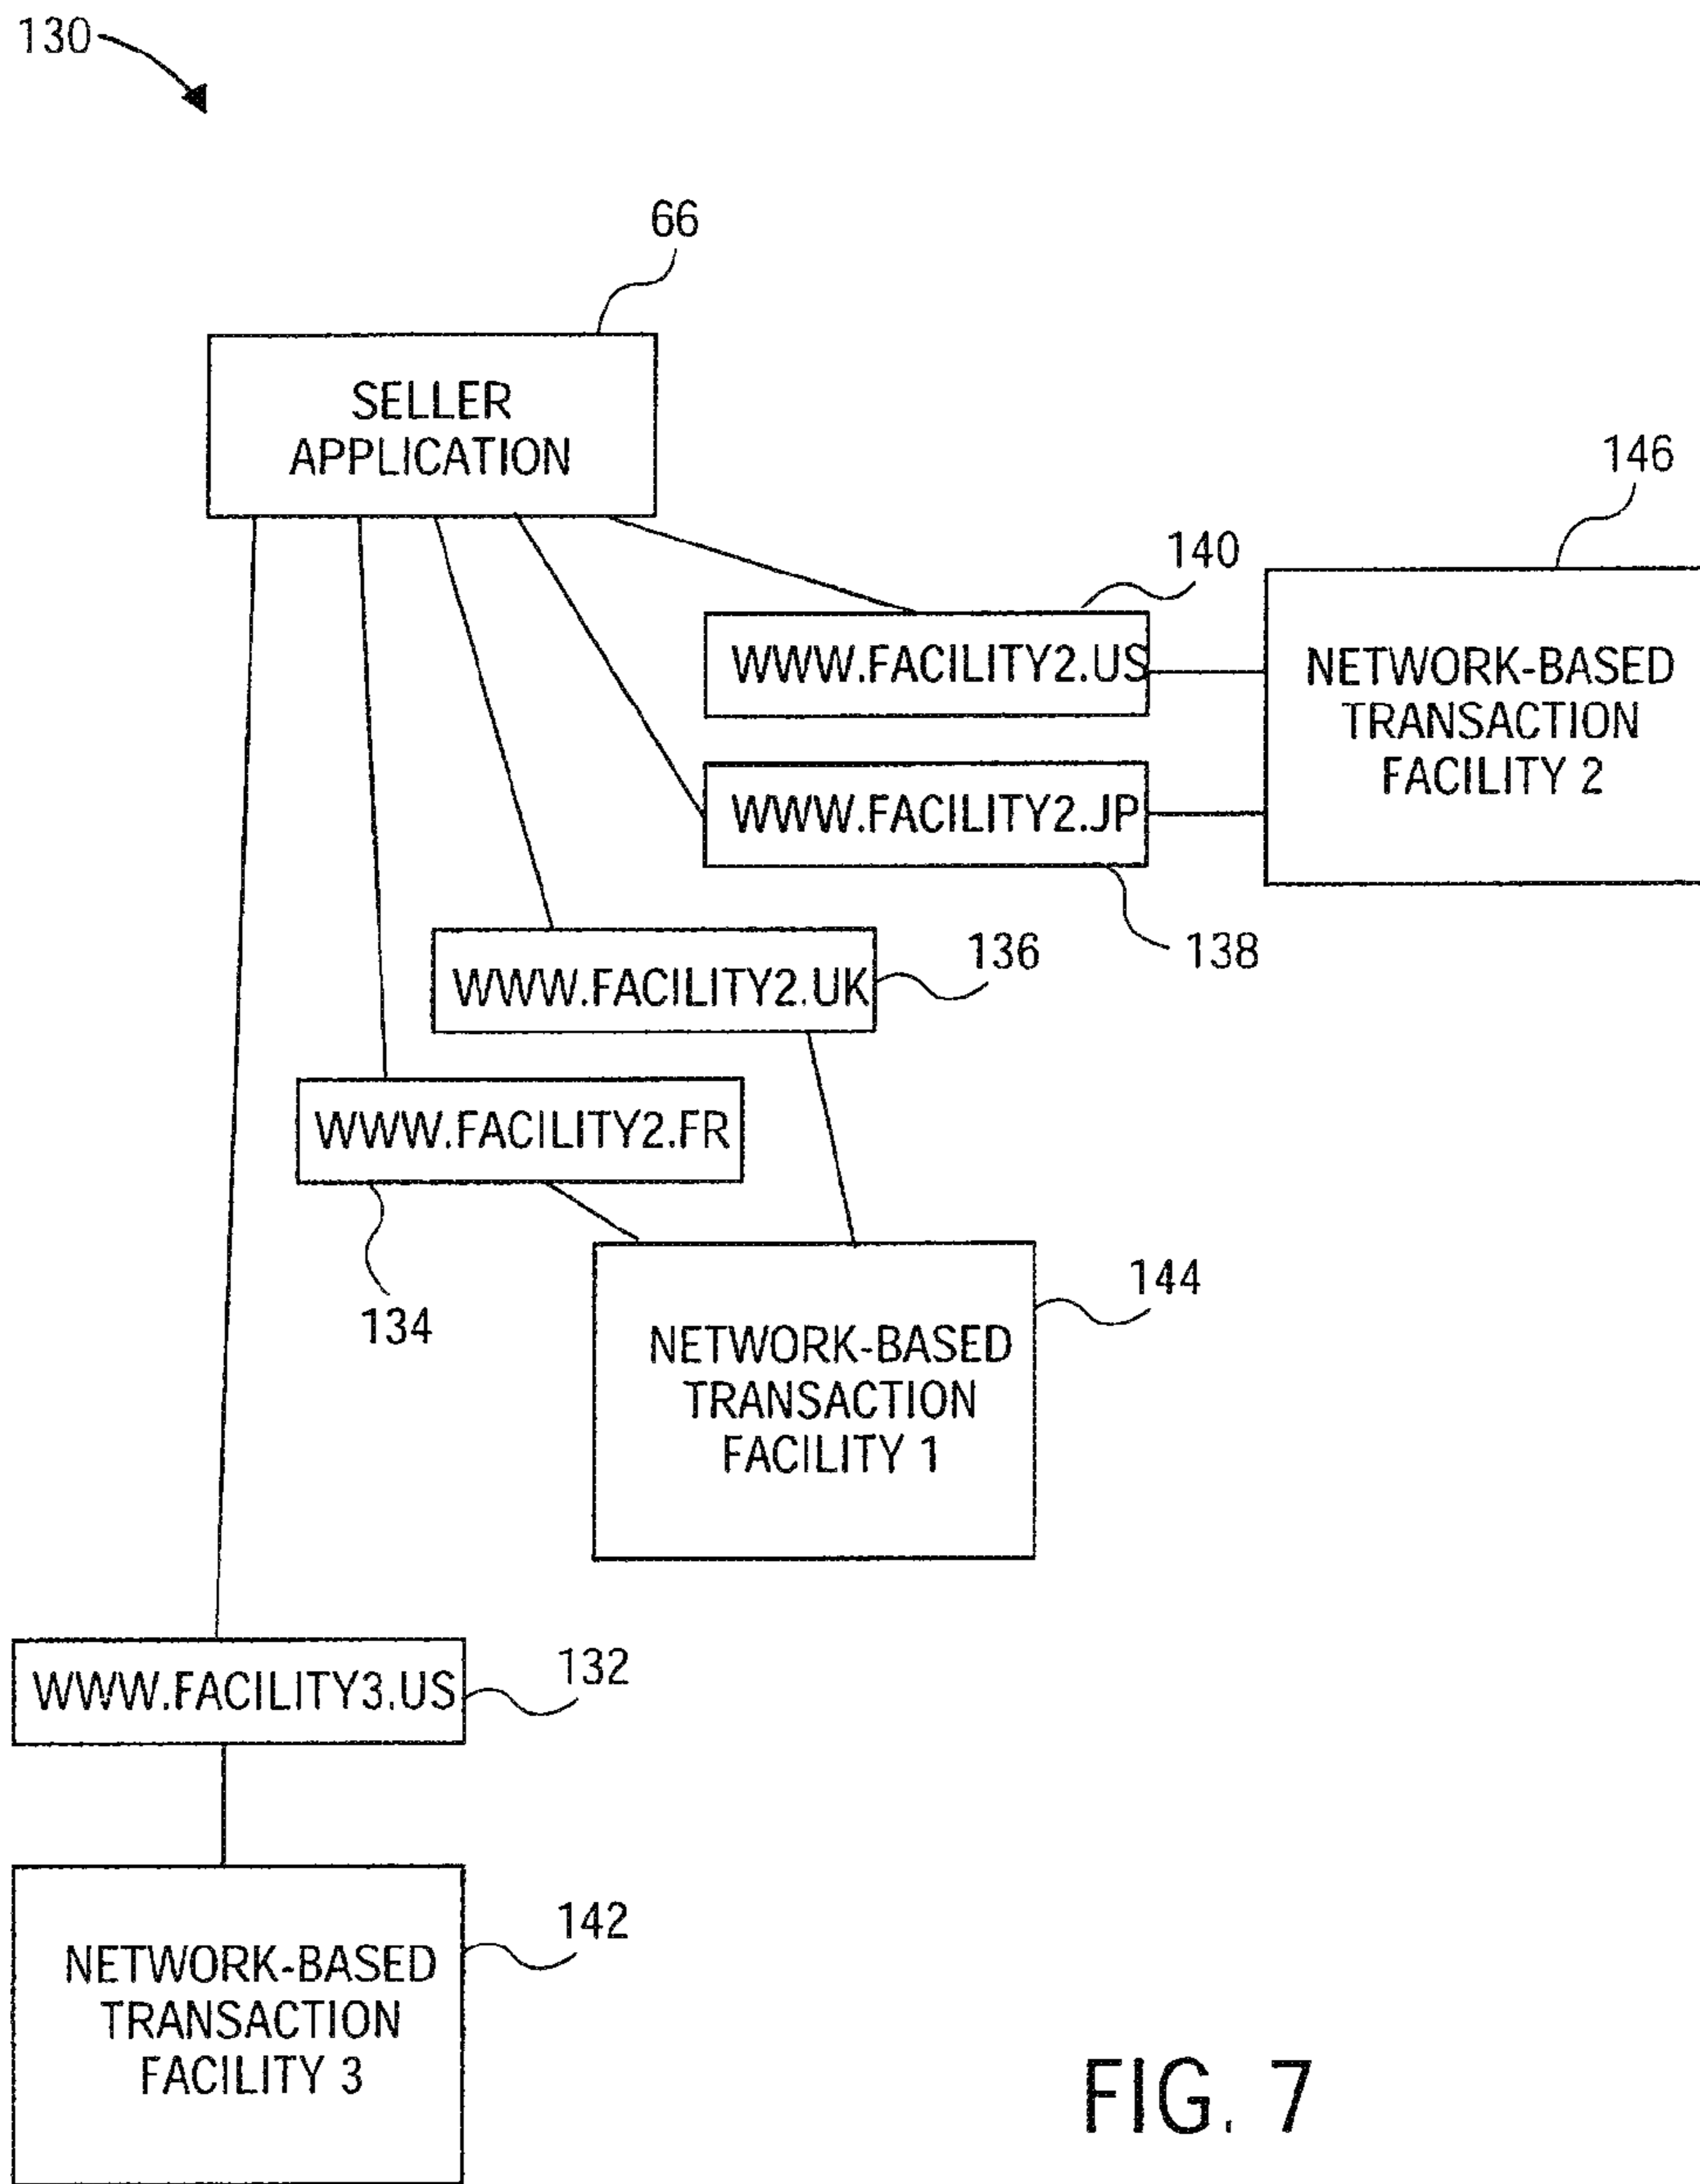 130
66
SELLER
APPLICATION
146
140
WWW.FACILITY2.US
NETWORK-BASED
TRANSACTION
FACILITY 2
WWW.FACILITY2.JP
138
136
WWW.FACILITY2.UK
WWW.FACILITY2.FR
134
144
NETWORK-BASED
TRANSACTION
FACILITY 1
WWW.FACILITY3.US
132
142
NETWORK-BASED
TRANSACTION
FACILITY 3
FIG. 7